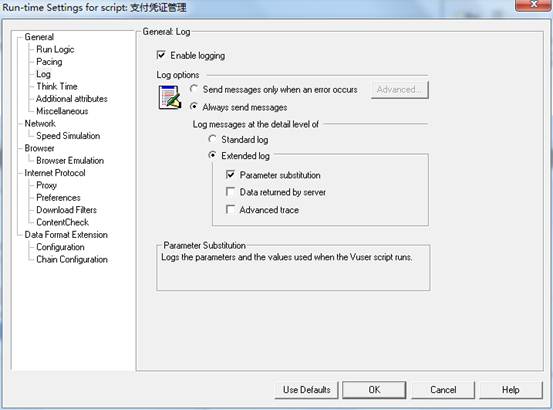 Run-time Settings for script: 支付凭证管理
General
Run Logic
Pacing
Log
Think Time
Additional attributes
Miscellaneous
Network
Speed Simulation
Browser
Browser Emulation
Internet Protocol
Proxy
Preferences
Download Filters
ContentCheck
Data Format Extension
Configuration
Chain Configuration
General: Log
Enable logging
Log options
Send messages only when an error occurs
Advanced...
Always send messages
Log messages at the detail level of
Standard log
Extended log
Parameter substitution
Data returned by server
Advanced trace
Parameter Substitution
Logs the parameters and the values used when the Vuser script runs.
Use Defaults
OK
Cancel
Help